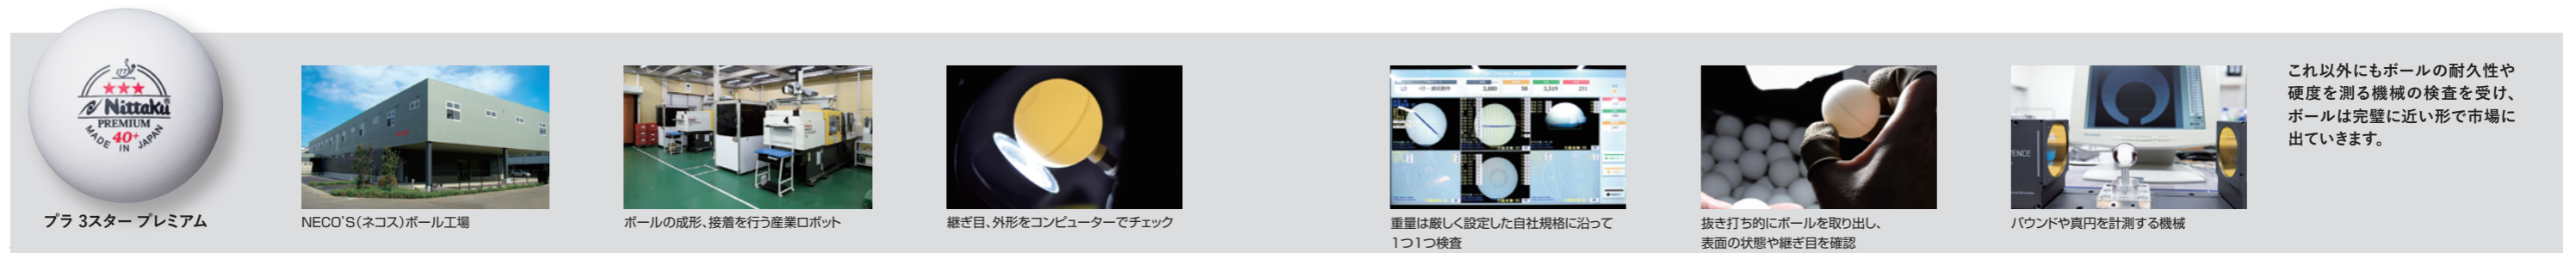 Nittaku
PREMIUM
40+
MADE IN JAPAN
プラ 3スター プレミアム
NECO'S(ネコス)ボール工場
ボールの成形、接着を行う産業ロボット
継ぎ目、外形をコンピューターでチェック
重量は厳しく設定した自社規格に沿って
1つ1つ検査
抜き打ち的にボールを取り出し、
表面の状態や継ぎ目を確認
バウンドや真円を計測する機械
これ以外にもボールの耐久性や
硬度を測る機械の検査を受け、
ボールは完璧に近い形で市場に
出ていきます。